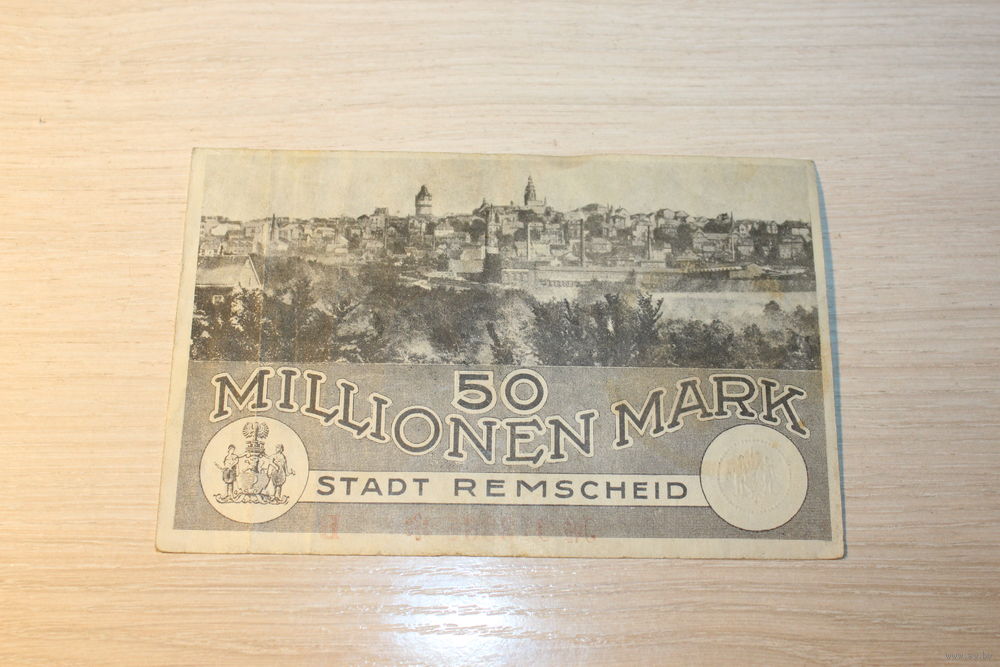 50
MILLIONEN MARK
STADT REMSCHEID